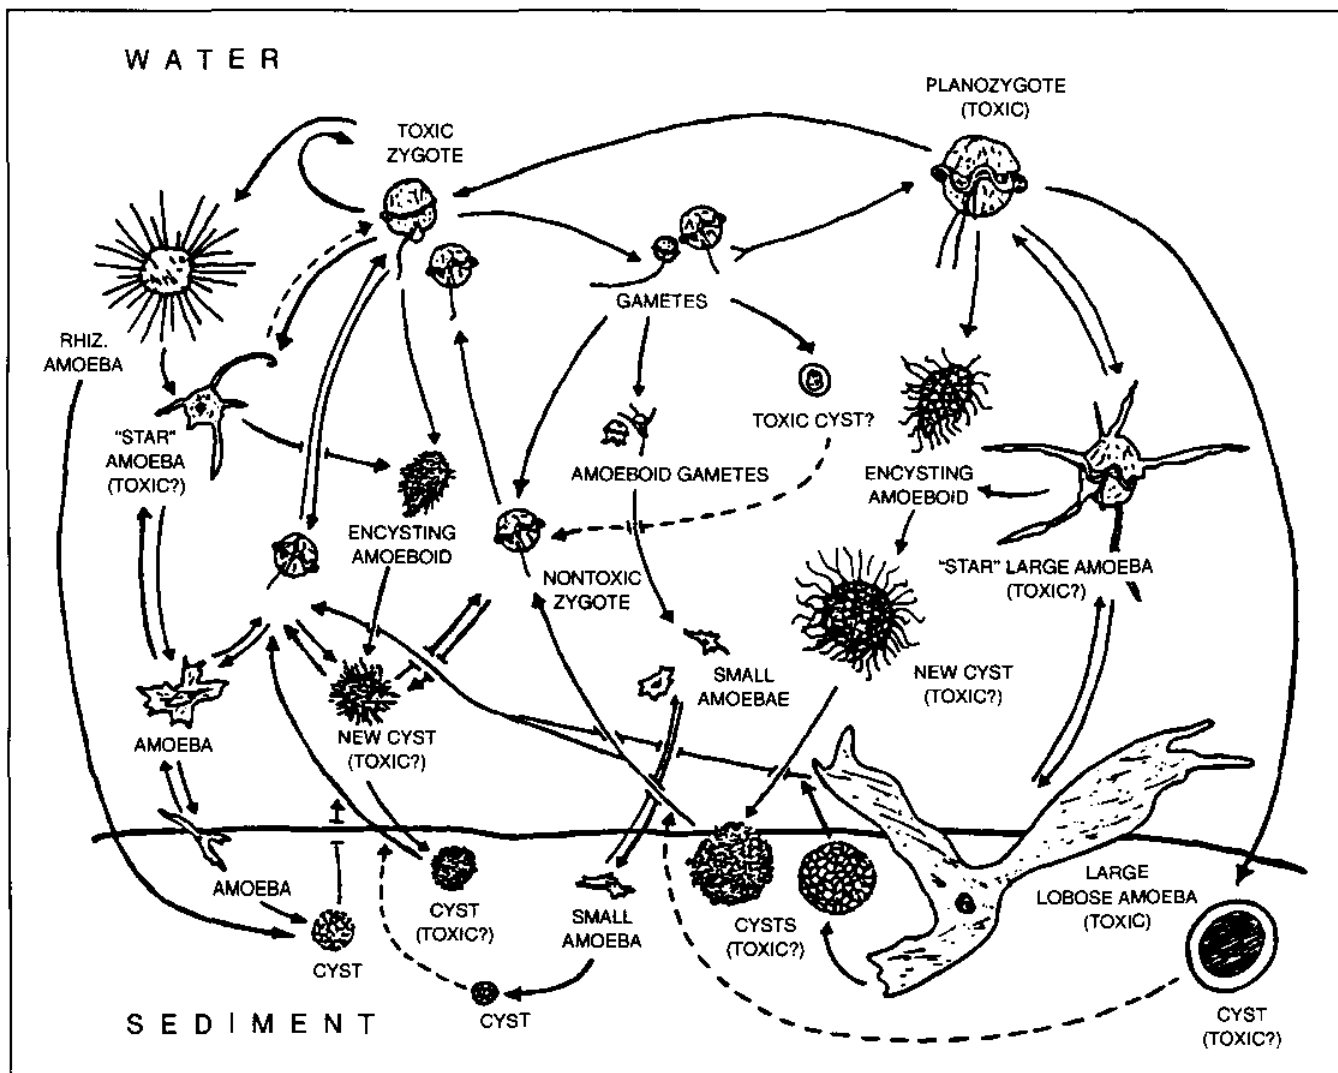 WATER
PLANOZYGOTE
(TOXIC)
TOXIC
ZYGOTE
GAMETES
RHIZ.
AMOEBA
"STAR"
AMOEBA
(TOXIC?)
TOXIC CYST?
AMOEBOID GAMETES
ENCYSTING
AMOEBOID
ENCYSTING
AMOEBOID
NONTOXIC
ZYGOTE
"STAR" LARGE AMOEBA
(TOXIC?)
SMALL
AMOEBAE
NEW CYST
(TOXIC?)
AMOEBA
NEW CYST
(TOXIC?)
AMOEBA
CYST
CYST
(TOXIC?)
SMALL
AMOEBA
CYSTS
(TOXIC?)
LARGE
LOBOSE AMOEBA
(TOXIC)
CYST
CYST
(TOXIC?)
SEDIMENT